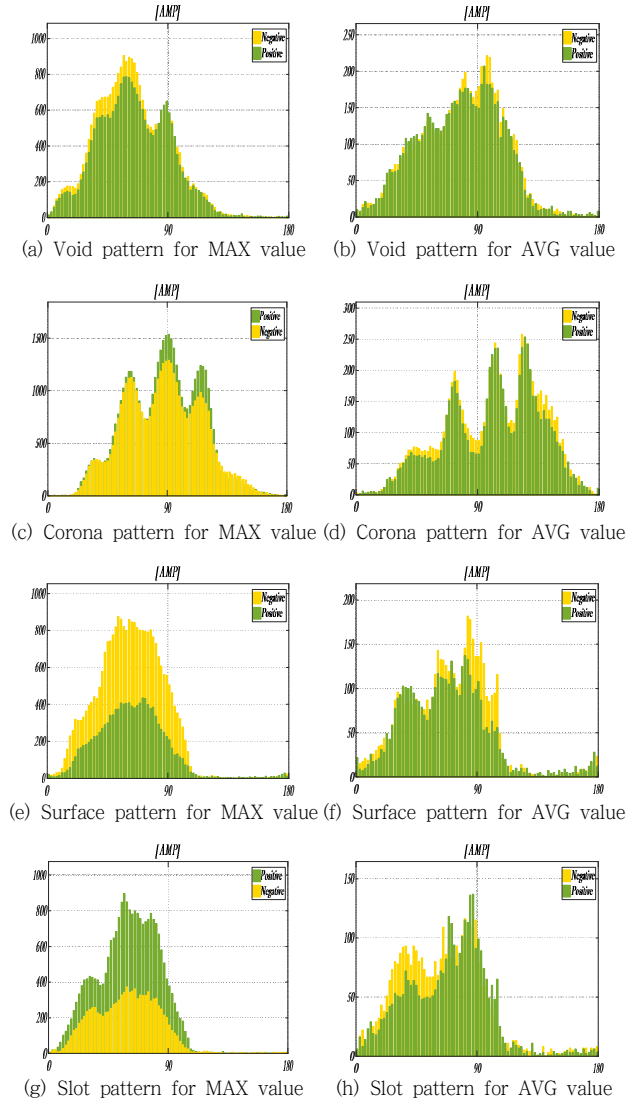 [AMP]
1000
800
600
400
200
0
0
90
180
Negative
Positive
(a) Void pattern for MAX value
[AMP]
250
200
150
100
50
0
0
90
180
Negative
Positive
(b) Void pattern for AVG value
[AMP]
1500
1000
500
0
0
90
180
Positive
Negative
(c) Corona pattern for MAX value
[AMP]
300
250
200
150
100
50
0
0
90
180
Negative
Positive
(d) Corona pattern for AVG value
[AMP]
1000
800
600
400
200
0
0
90
180
Negative
Positive
(e) Surface pattern for MAX value
[AMP]
200
150
100
50
0
0
90
180
Negative
Positive
(f) Surface pattern for AVG value
[AMP]
1000
800
600
400
200
0
0
90
180
Positive
Negative
(g) Slot pattern for MAX value
[AMP]
150
100
50
0
0
90
180
Negative
Positive
(h) Slot pattern for AVG value